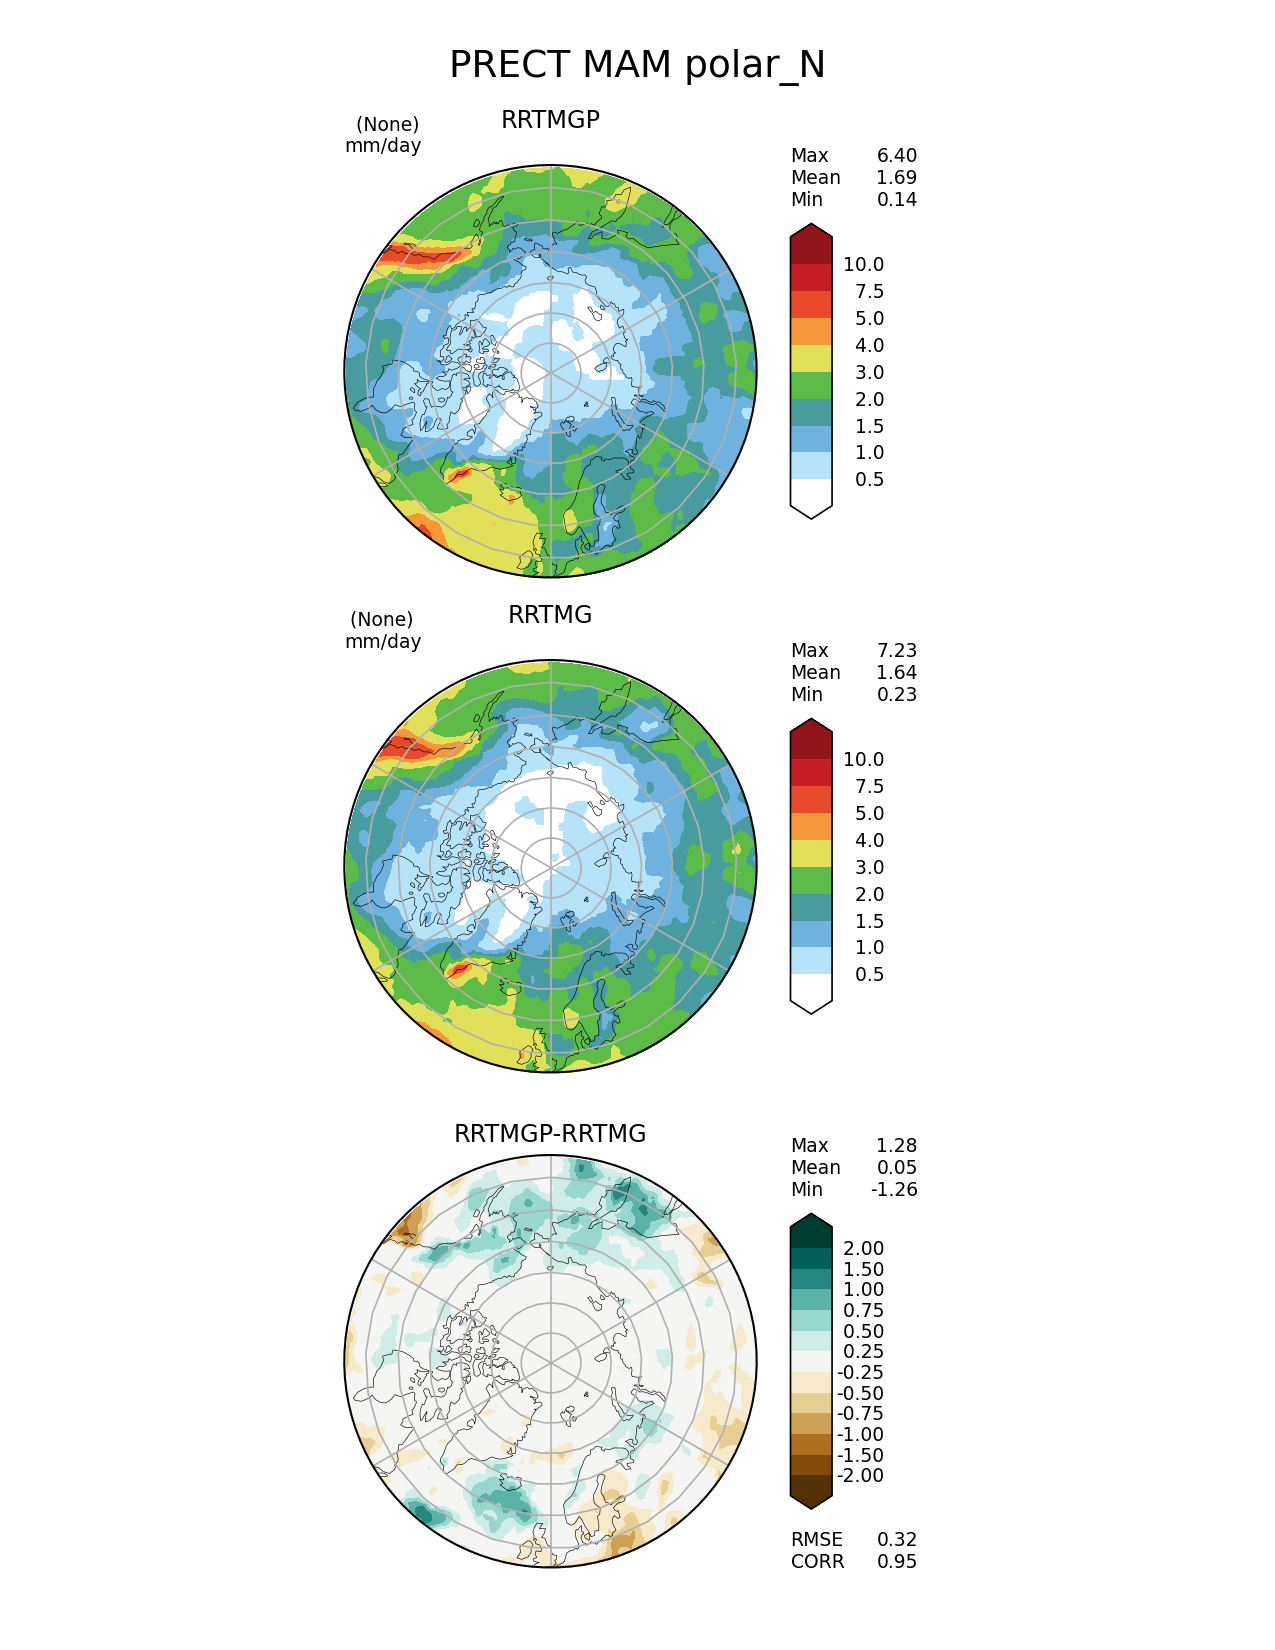 PRECT MAM polar_N
RRTMGP
(None)
mm/day
Max 6.40
Mean 1.69
Min 0.14
10.0
7.5
5.0
4.0
3.0
2.0
1.5
1.0
0.5
RRTMG
(None)
mm/day
Max 7.23
Mean 1.64
Min 0.23
10.0
7.5
5.0
4.0
3.0
2.0
1.5
1.0
0.5
RRTMGP-RRTMG
Max 1.28
Mean 0.05
Min -1.26
2.00
1.50
1.00
0.75
0.50
0.25
-0.25
-0.50
-0.75
-1.00
-1.50
-2.00
RMSE 0.32
CORR 0.95